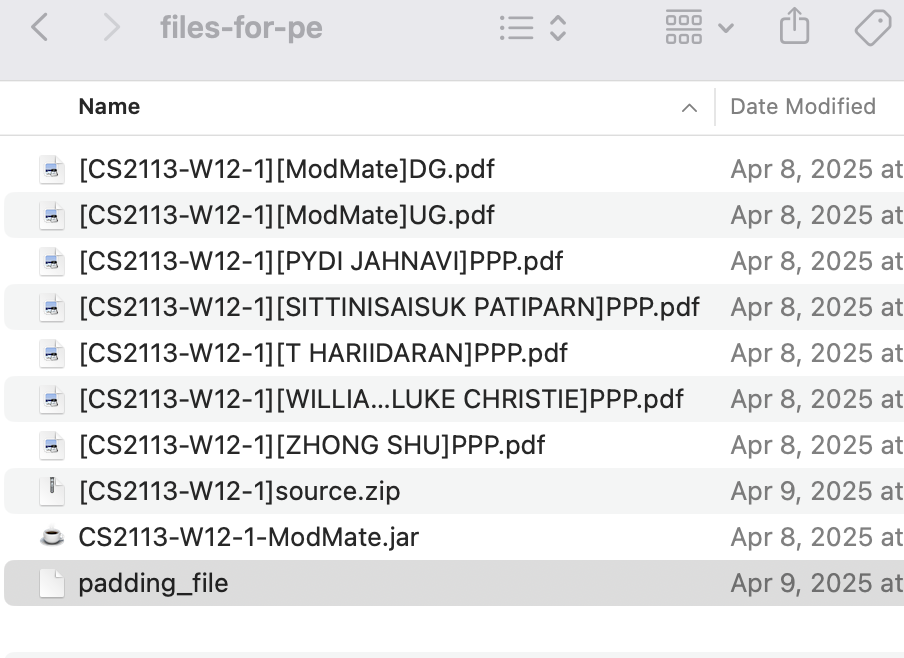 files-for-pe
Name Date Modified
[CS2113-W12-1][ModMate]DG.pdf Apr 8, 2025 at
[CS2113-W12-1][ModMate]UG.pdf Apr 8, 2025 at
[CS2113-W12-1][PYDI JAHNAVI]PPP.pdf Apr 8, 2025 at
[CS2113-W12-1][SITTINISAISUK PATIPARN]PPP.pdf Apr 8, 2025 at
[CS2113-W12-1][T HARIIDARAN]PPP.pdf Apr 8, 2025 at
[CS2113-W12-1][WILLIA...LUKE CHRISTIE]PPP.pdf Apr 8, 2025 at
[CS2113-W12-1][ZHONG SHU]PPP.pdf Apr 8, 2025 at
[CS2113-W12-1]source.zip Apr 9, 2025 at
CS2113-W12-1-ModMate.jar Apr 8, 2025 at
padding_file Apr 9, 2025 at